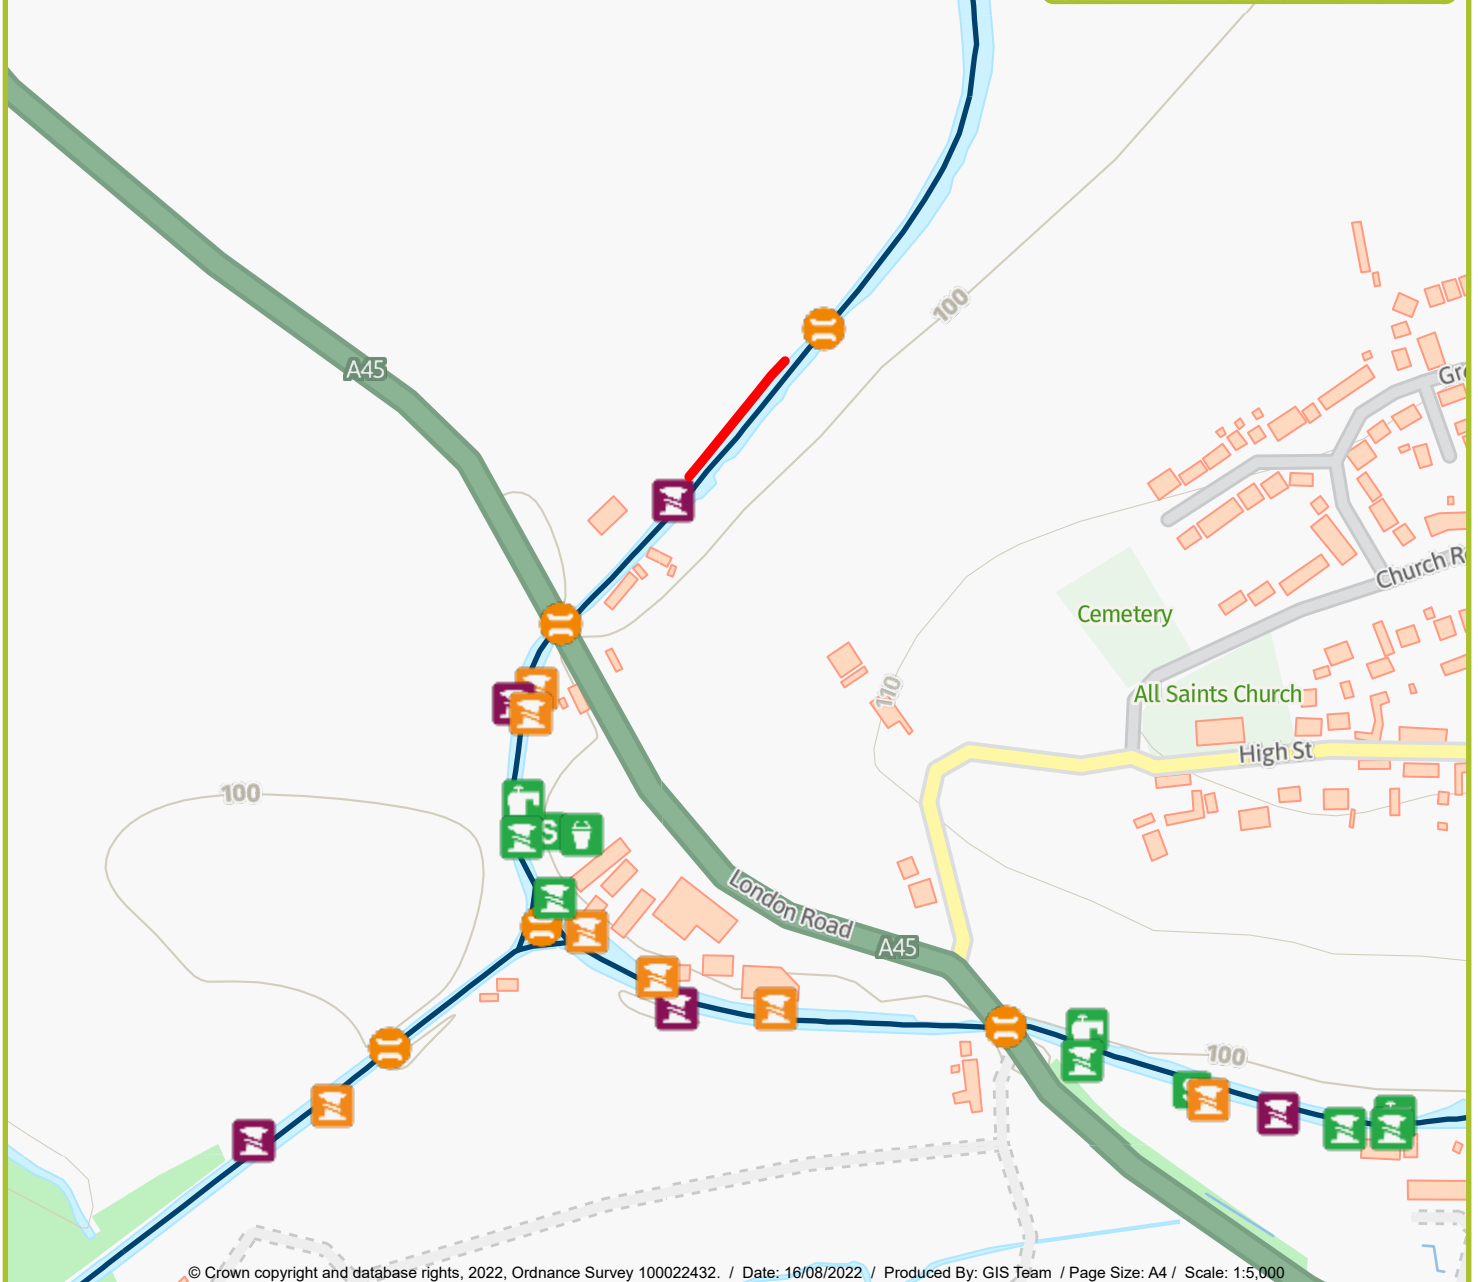 100
A45
Gro
Church R
Cemetery
110
All Saints Church
High St
100
London Road
A45
S
100
© Crown copyright and database rights, 2022, Ordnance Survey 100022432. / Date: 16/08/2022 / Produced By: GIS Team / Page Size: A4 / Scale: 1:5,000